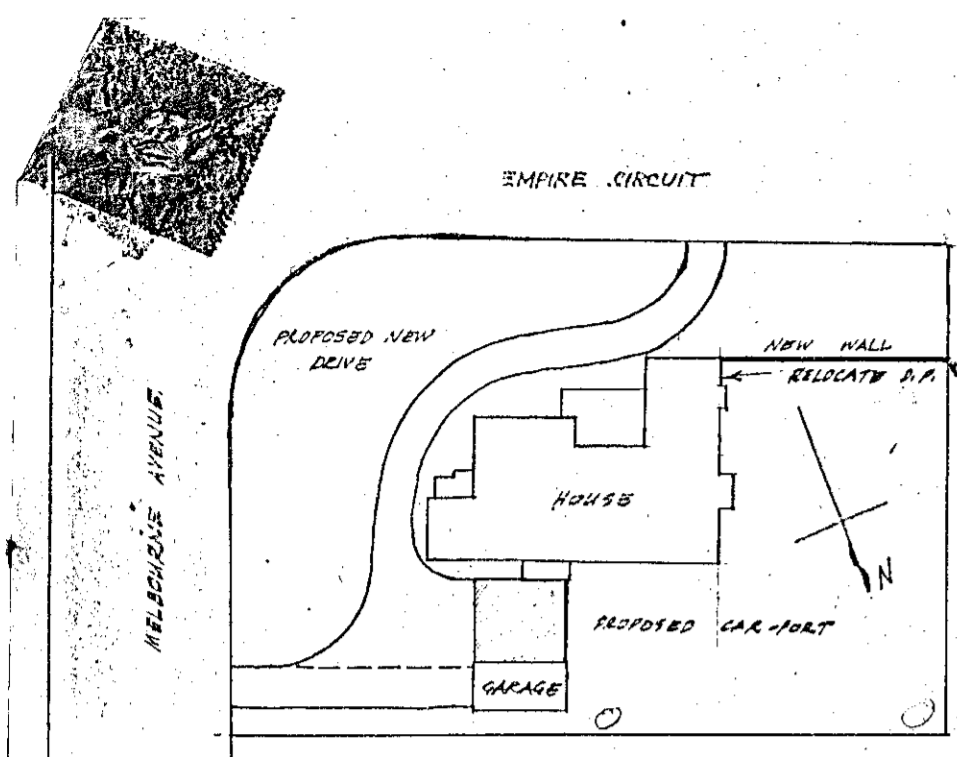 EMPIRE CIRCUIT
PROPOSED NEW
DRIVE
NEW WALL
RELOCATE D.P.
MELBOURNE AVENUE
HOUSE
N
PROPOSED CAR-PORT
GARAGE